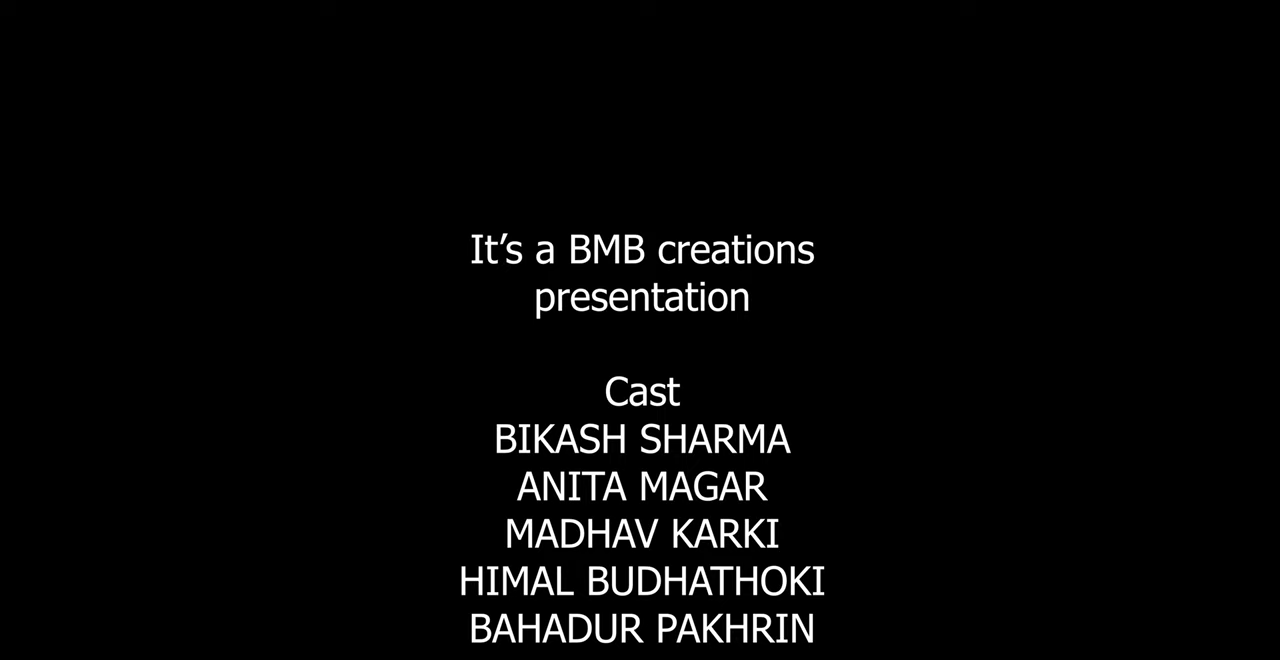 It’s a BMB creations
presentation
Cast
BIKASH SHARMA
ANITA MAGAR
MADHAV KARKI
HIMAL BUDHATHOKI
BAHADUR PAKHRIN